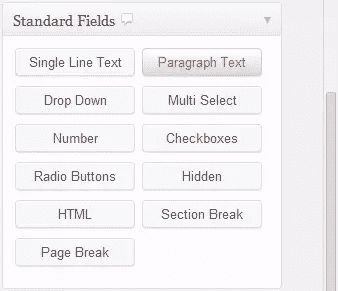 Standard Fields
Single Line Text Paragraph Text
Drop Down Multi Select
Number Checkboxes
Radio Buttons Hidden
HTML Section Break
Page Break